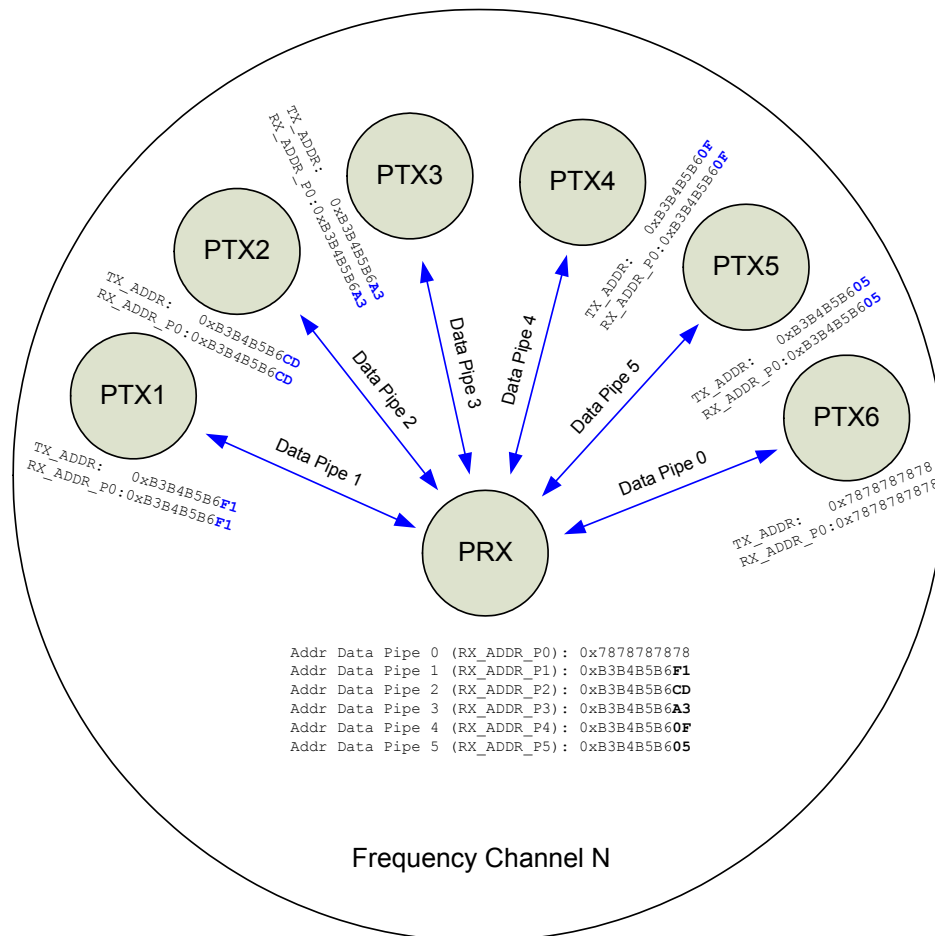 PTX3
PTX4
PTX2
PTX5
PTX1
PTX6
TX_ADDR: 0xB3B4B5B6A3
RX_ADDR_P0:0xB3B4B5B6A3
TX_ADDR: 0xB3B4B5B60F
RX_ADDR_P0:0xB3B4B5B60F
TX_ADDR: 0xB3B4B5B6CD
RX_ADDR_P0:0xB3B4B5B6CD
TX_ADDR: 0xB3B4B5B605
RX_ADDR_P0:0xB3B4B5B605
TX_ADDR: 0xB3B4B5B6F1
RX_ADDR_P0:0xB3B4B5B6F1
TX_ADDR: 0x7878787878
RX_ADDR_P0:0x7878787878
Data Pipe 1
Data Pipe 2
Data Pipe 3
Data Pipe 4
Data Pipe 5
Data Pipe 0
PRX
Addr Data Pipe 0 (RX_ADDR_P0): 0x7878787878
Addr Data Pipe 1 (RX_ADDR_P1): 0xB3B4B5B6F1
Addr Data Pipe 2 (RX_ADDR_P2): 0xB3B4B5B6CD
Addr Data Pipe 3 (RX_ADDR_P3): 0xB3B4B5B6A3
Addr Data Pipe 4 (RX_ADDR_P4): 0xB3B4B5B60F
Addr Data Pipe 5 (RX_ADDR_P5): 0xB3B4B5B605
Frequency Channel N